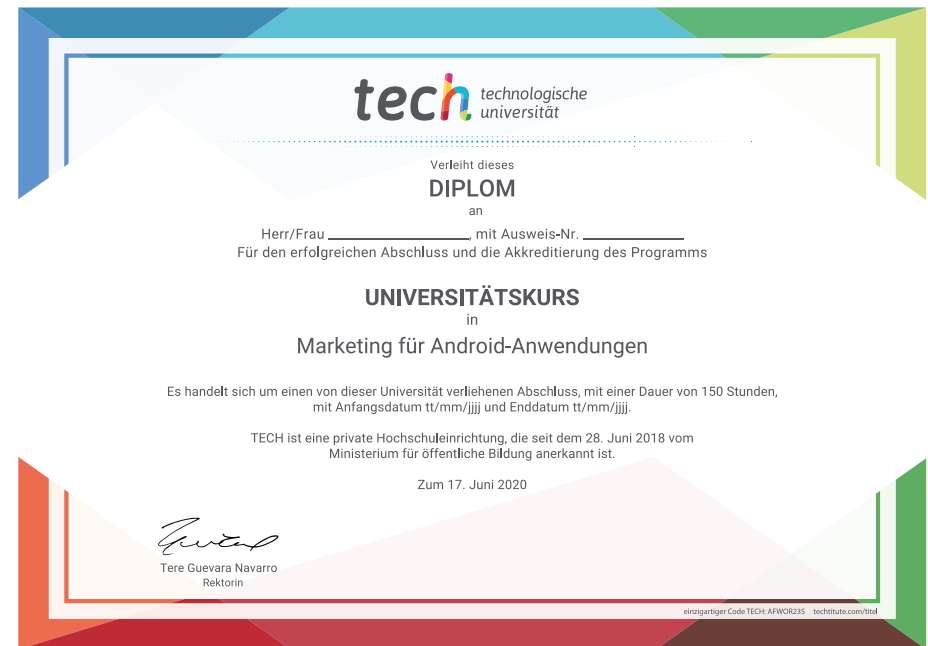 tech technologische
universität
Verleiht dieses
DIPLOM
an
Herr/Frau ____________________, mit Ausweis-Nr. ______________
Für den erfolgreichen Abschluss und die Akkreditierung des Programms
UNIVERSITÄTSKURS
in
Marketing für Android-Anwendungen
Es handelt sich um einen von dieser Universität verliehenen Abschluss, mit einer Dauer von 150 Stunden,
mit Anfangsdatum tt/mm/jjjj und Enddatum tt/mm/jjjj.
TECH ist eine private Hochschuleinrichtung, die seit dem 28. Juni 2018 vom
Ministerium für öffentliche Bildung anerkannt ist.
Zum 17. Juni 2020
Tere Guevara Navarro
Rektorin
einzigartiger Code TECH: AFWOR23S techtitute.com/titel